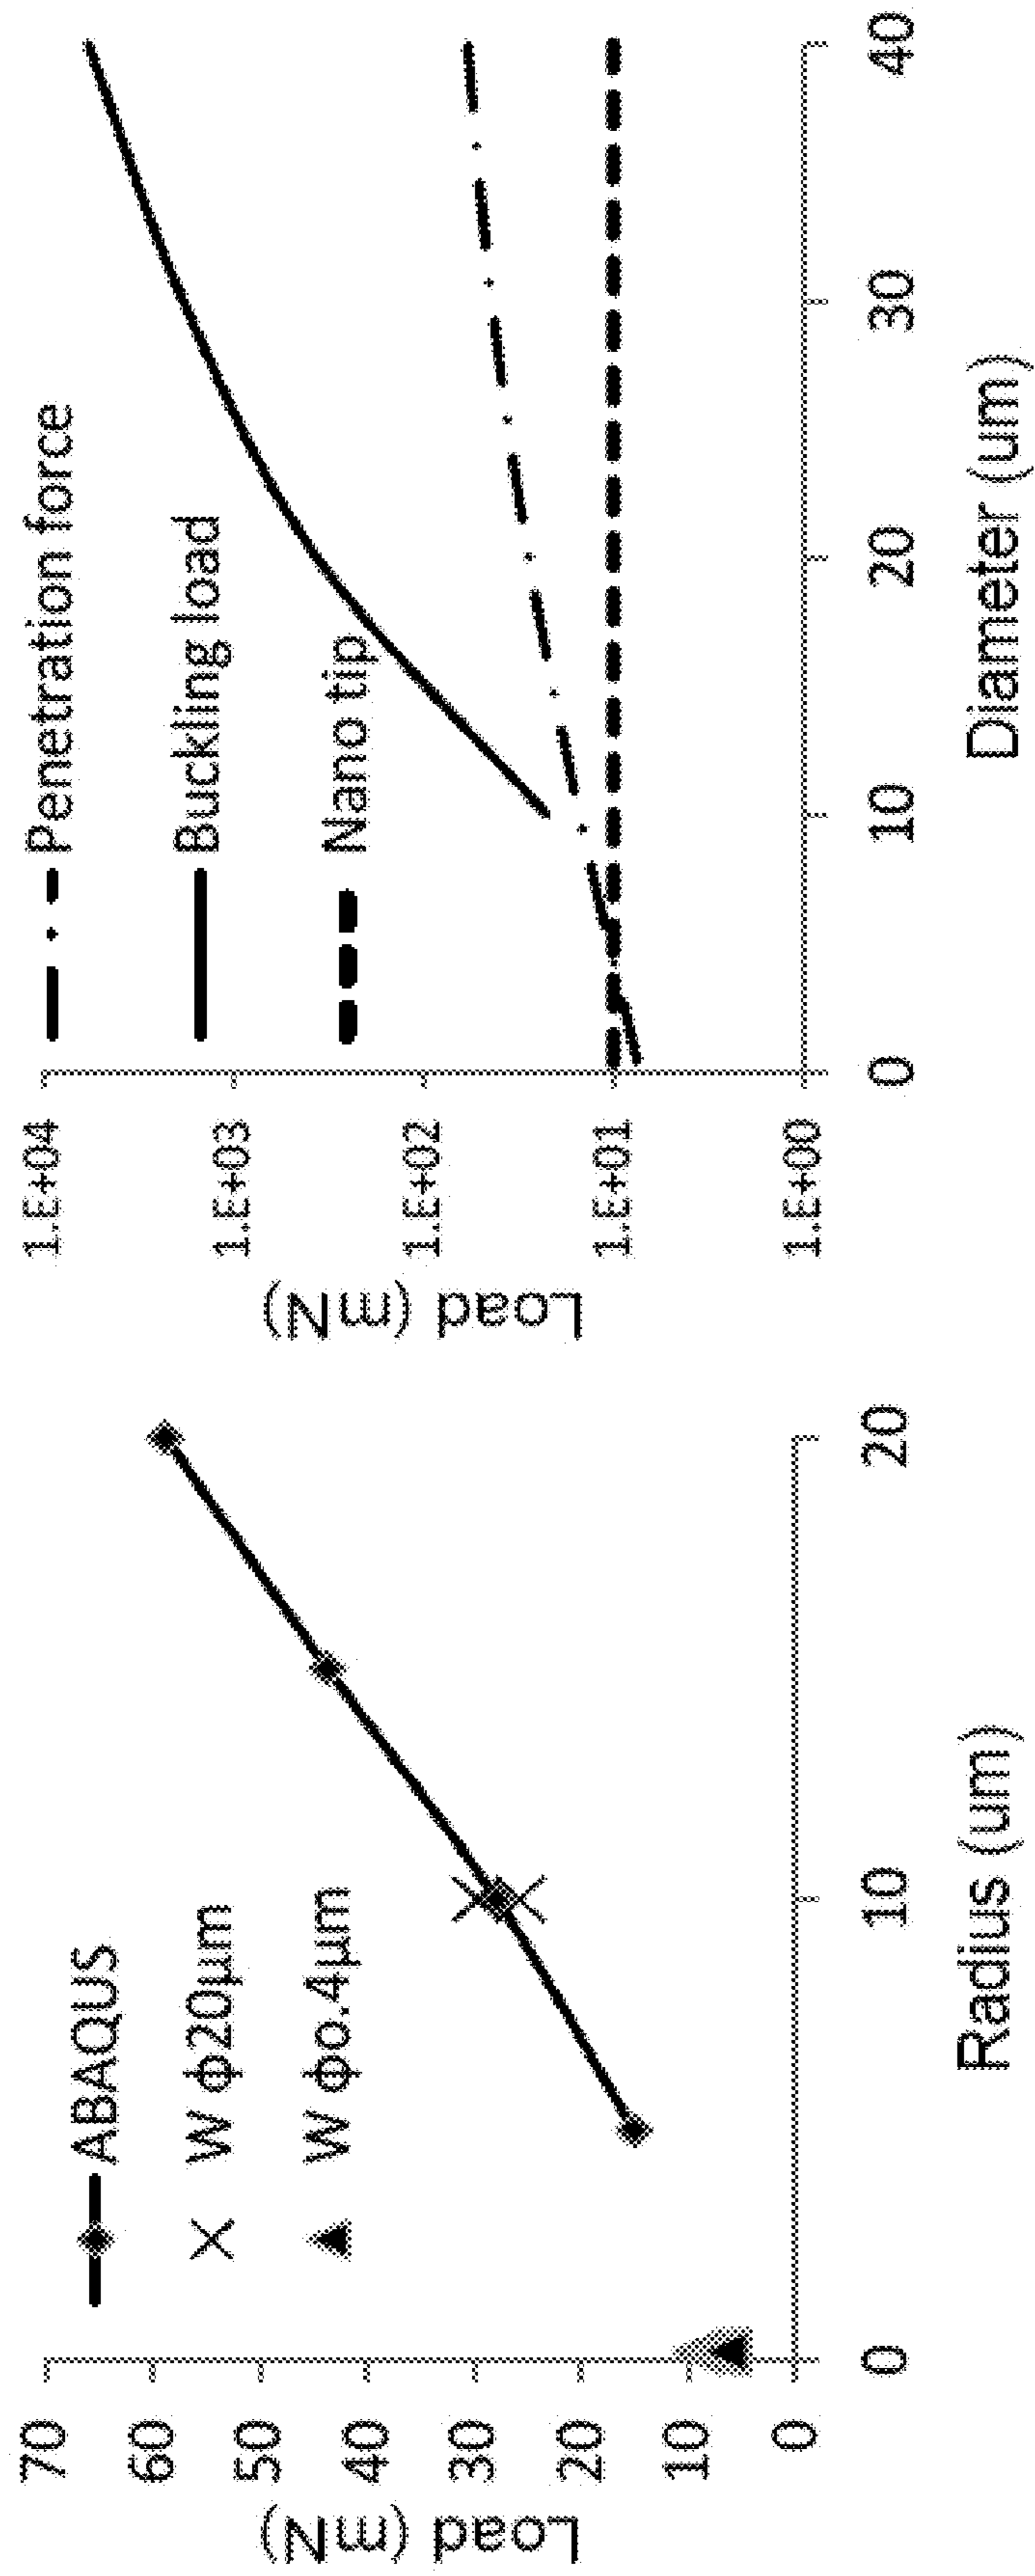 70
60
50
40
30
20
10
0
Load (mN)
ABAQUS
W ϕ20μm
W ϕo.4μm
0
10
20
Radius (um)
1.E+04
1.E+03
1.E+02
1.E+01
1.E+00
Load (mN)
Penetration force
Buckling load
Nano tip
0
10
20
30
40
Diameter (um)